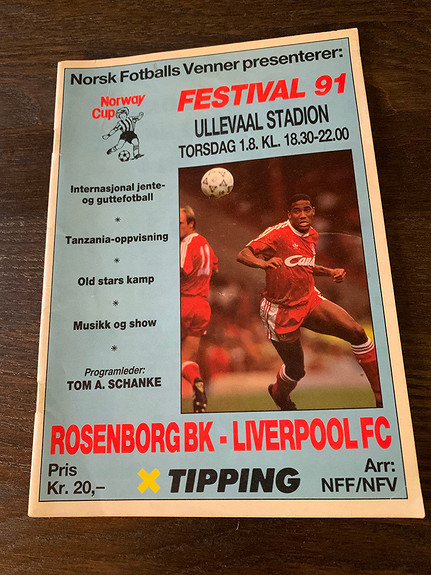 Norsk Fotballs Venner presenterer:
Norway
Cup
FESTIVAL 91
ULLEVAAL STADION
TORSDAG 1.8. KL. 18.30-22.00
Internasjonal jente-
og guttefotball
*
Tanzania-oppvisning
*
Old stars kamp
*
Musikk og show
*
Programleder:
TOM A. SCHANKE
Cand
ROSENBORG BK - LIVERPOOL FC
Pris
Kr. 20,–
TIPPING
Arr:
NFF/NFV